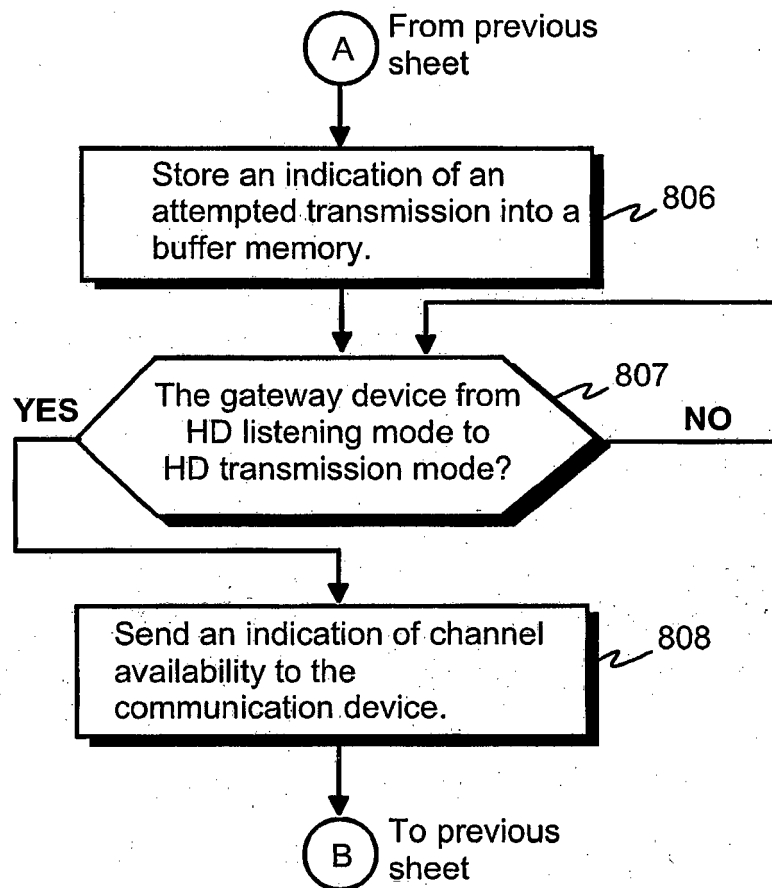 A
From previous
sheet
Store an indication of an
attempted transmission into a
buffer memory.
806
807
The gateway device from
HD listening mode to
HD transmission mode?
YES
NO
Send an indication of channel
availability to the
communication device.
808
B
To previous
sheet